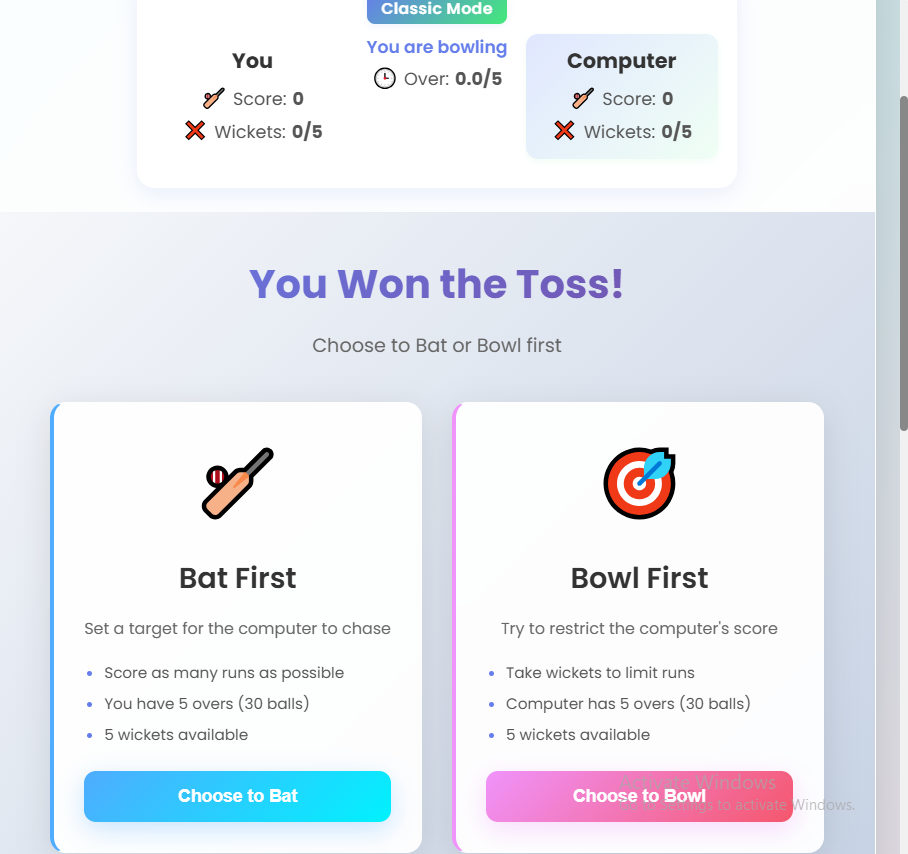 Classic Mode
You
You are bowling
Over: 0.0/5
Score: 0
Wickets: 0/5
Computer
Score: 0
Wickets: 0/5
You Won the Toss!
Choose to Bat or Bowl first
Bat First
Set a target for the computer to chase
Score as many runs as possible
You have 5 overs (30 balls)
5 wickets available
Choose to Bat
Bowl First
Try to restrict the computer's score
Take wickets to limit runs
Computer has 5 overs (30 balls)
5 wickets available
Choose to Bowl
Activate Windows
to activate Windows.